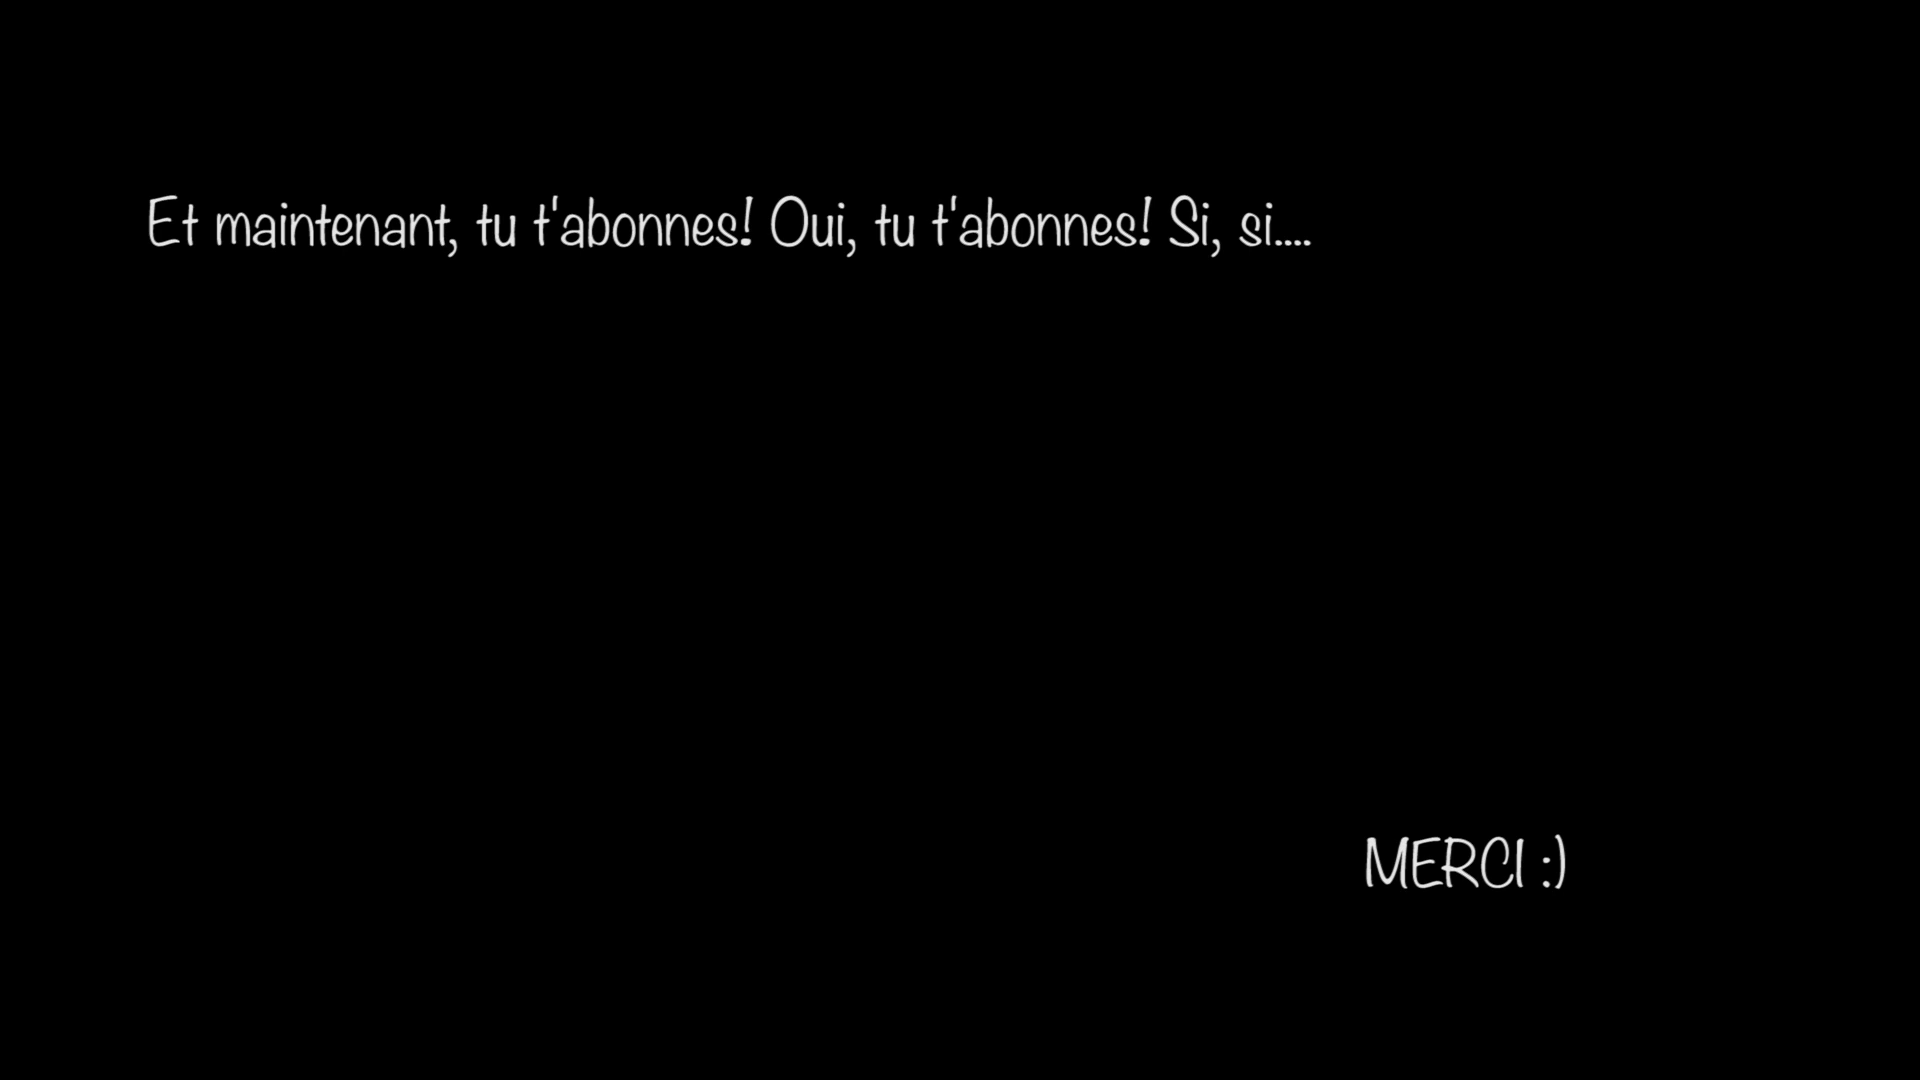 Et maintenant, tu t'abonnes! Oui, tu t'abonnes! Si, si....
MERCI :)